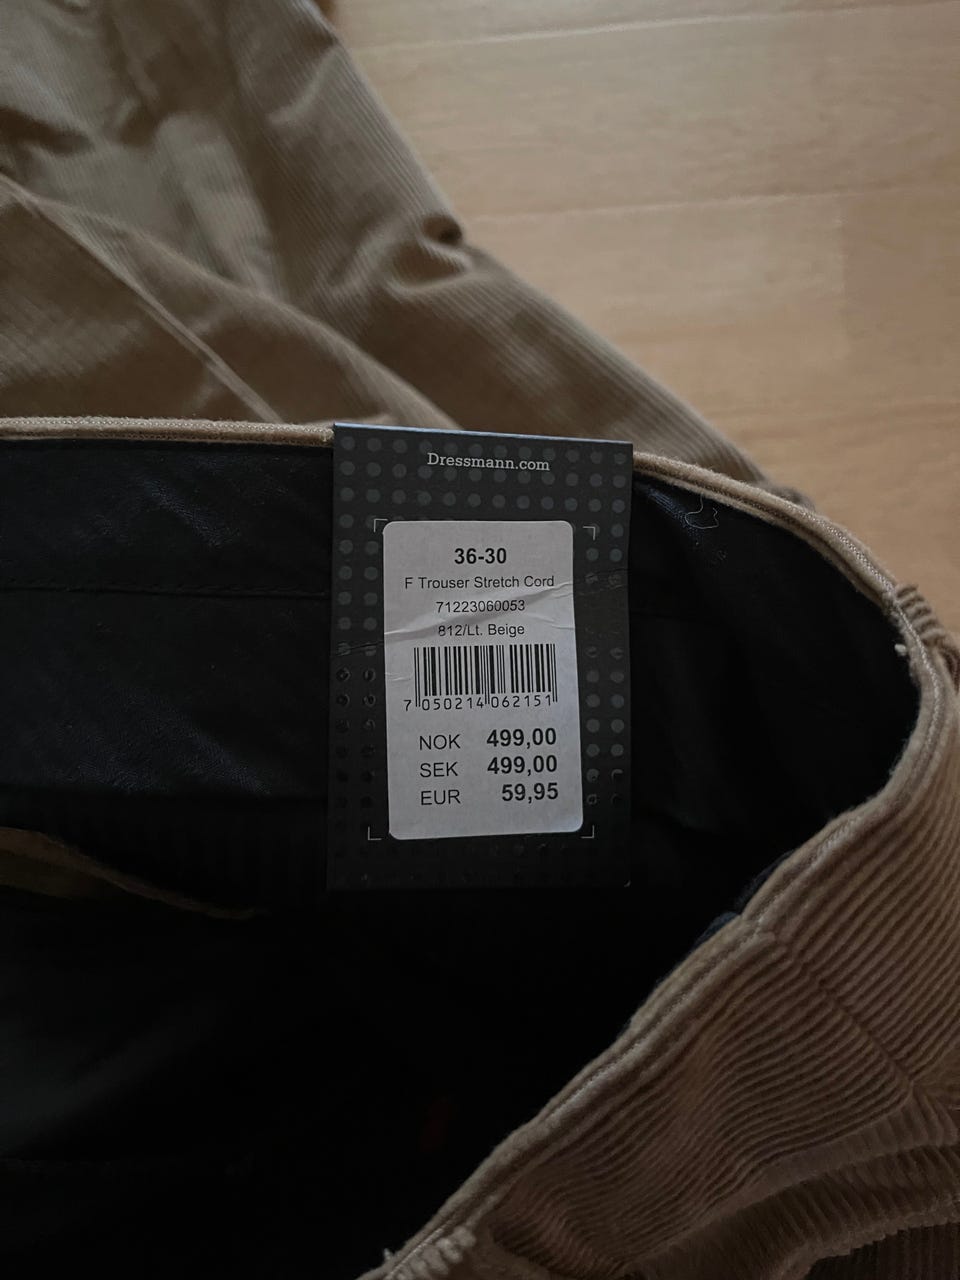 Dressmann.com
36-30
F Trouser Stretch Cord
71223060053
812/Lt. Beige
7 050214 062151
NOK 499,00
SEK 499,00
EUR 59,95